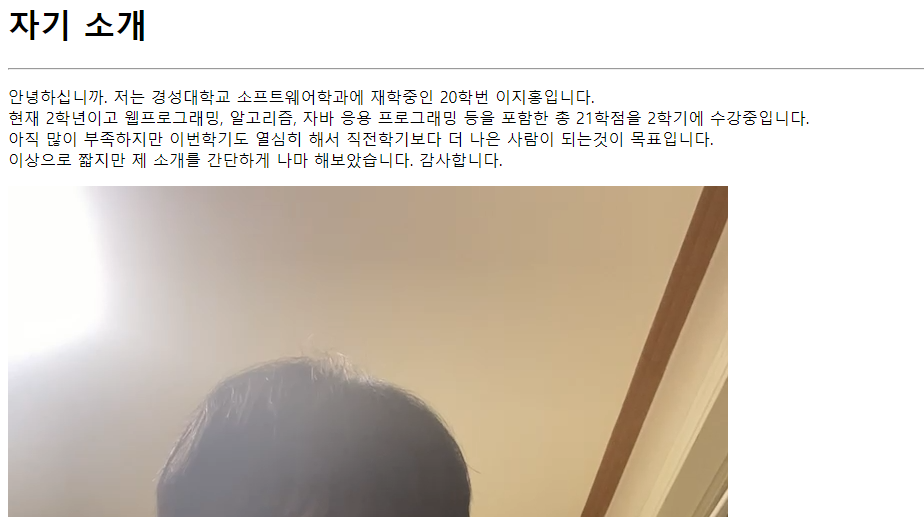 자기 소개
안녕하십니까. 저는 경성대학교 소프트웨어학과에 재학중인 20학번 이지홍입니다.
현재 2학년이고 웹프로그래밍, 알고리즘, 자바 응용 프로그래밍 등을 포함한 총 21학점을 2학기에 수강중입니다.
아직 많이 부족하지만 이번학기도 열심히 해서 직전학기보다 더 나은 사람이 되는것이 목표입니다.
이상으로 짧지만 제 소개를 간단하게 나마 해보았습니다. 감사합니다.